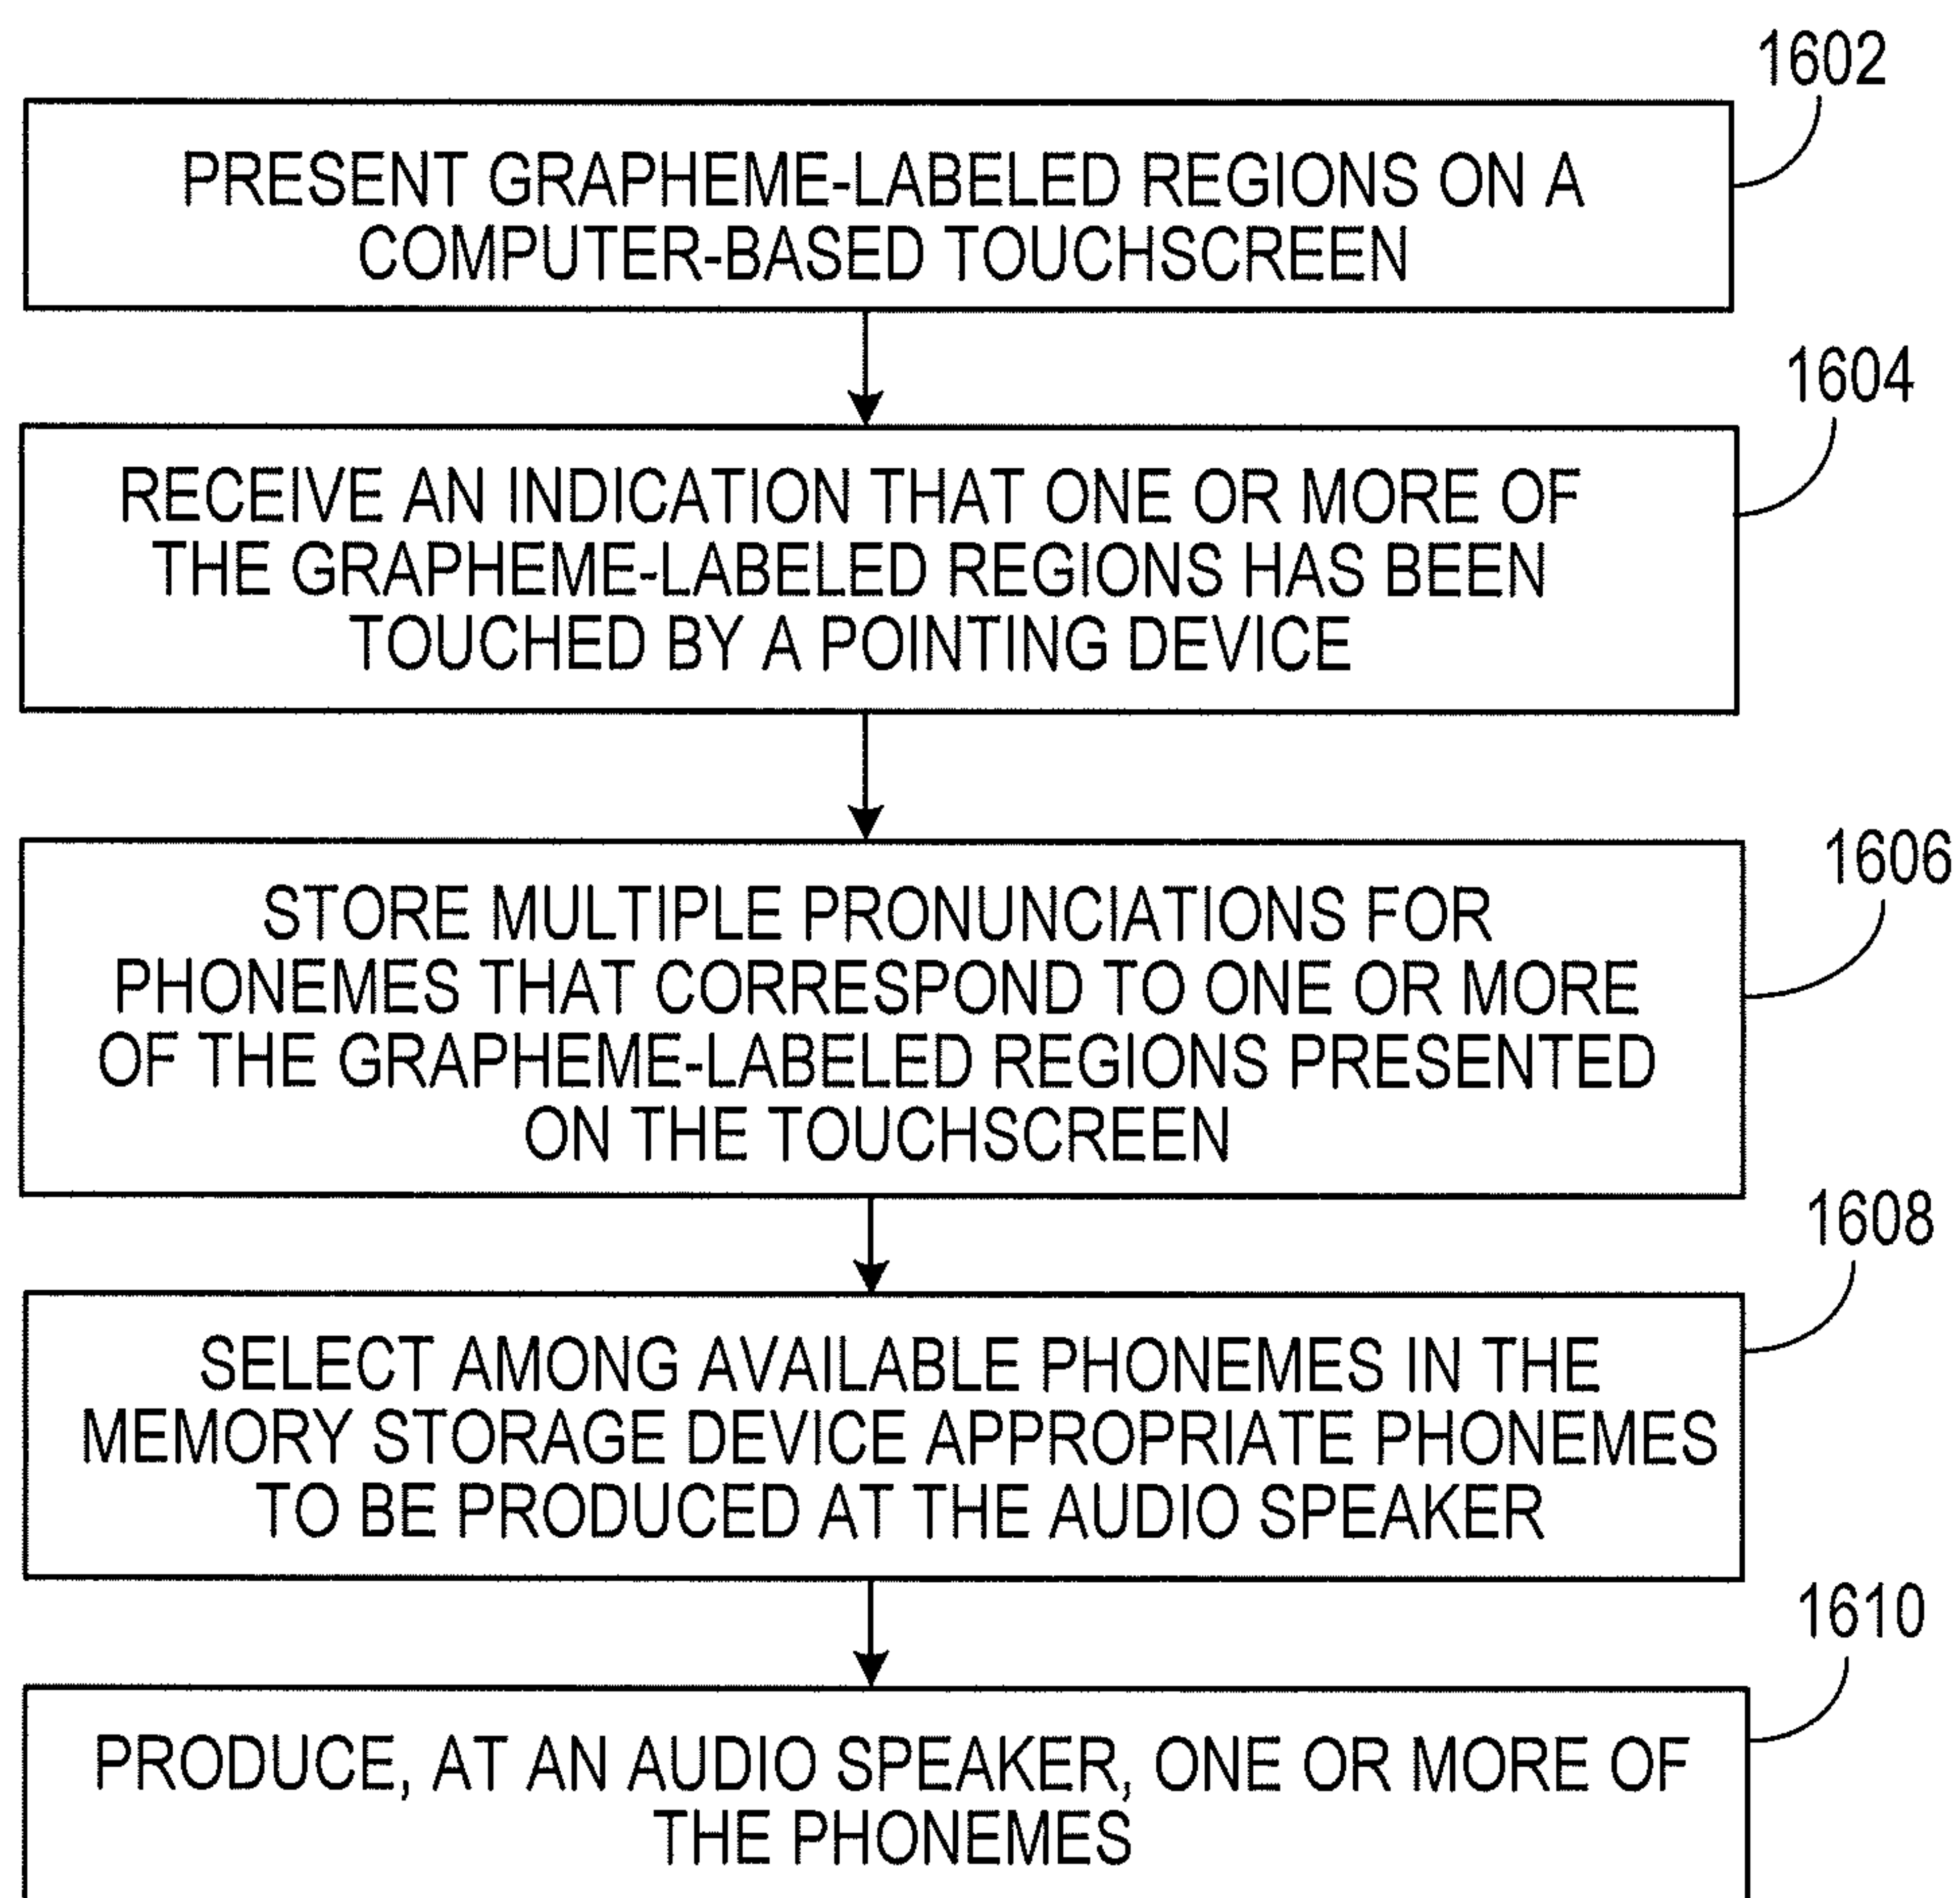 1602
PRESENT GRAPHEME-LABELED REGIONS ON A
COMPUTER-BASED TOUCHSCREEN
1604
RECEIVE AN INDICATION THAT ONE OR MORE OF
THE GRAPHEME-LABELED REGIONS HAS BEEN
TOUCHED BY A POINTING DEVICE
1606
STORE MULTIPLE PRONUNCIATIONS FOR
PHONEMES THAT CORRESPOND TO ONE OR MORE
OF THE GRAPHEME-LABELED REGIONS PRESENTED
ON THE TOUCHSCREEN
1608
SELECT AMONG AVAILABLE PHONEMES IN THE
MEMORY STORAGE DEVICE APPROPRIATE PHONEMES
TO BE PRODUCED AT THE AUDIO SPEAKER
1610
PRODUCE, AT AN AUDIO SPEAKER, ONE OR MORE OF
THE PHONEMES